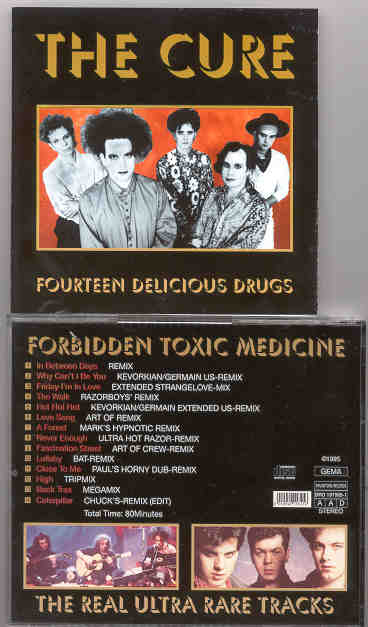 THE CURE
FOURTEEN DELICIOUS DRUGS
FORBIDDEN TOXIC MEDICINE
In Between Days REMIX
Why Can't I Be You KEVORKIAN/GERMAIN US-REMIX
Friday I'm In Love EXTENDED STRANGELOVE-MIX
The Walk RAZORBOYS' REMIX
Hot Hot Hot KEVORKIAN/GERMAIN EXTENDED US-REMIX
Love Song ART OF REMIX
A Forest MARK'S HYPNOTIC REMIX
Never Enough ULTRA HOT RAZOR-REMIX
Fascination Street ART OF CREW-REMIX
Lullaby BAT-REMIX
Close To Me PAUL'S HORNY DUB-REMIX
High TRIPMIX
Back Trax MEGAMIX
Caterpillar CHUCK'S-REMIX (EDIT)
Total Time: 80Minutes
©1995
GEMA
A A D
STEREO
THE REAL ULTRA RARE TRACKS